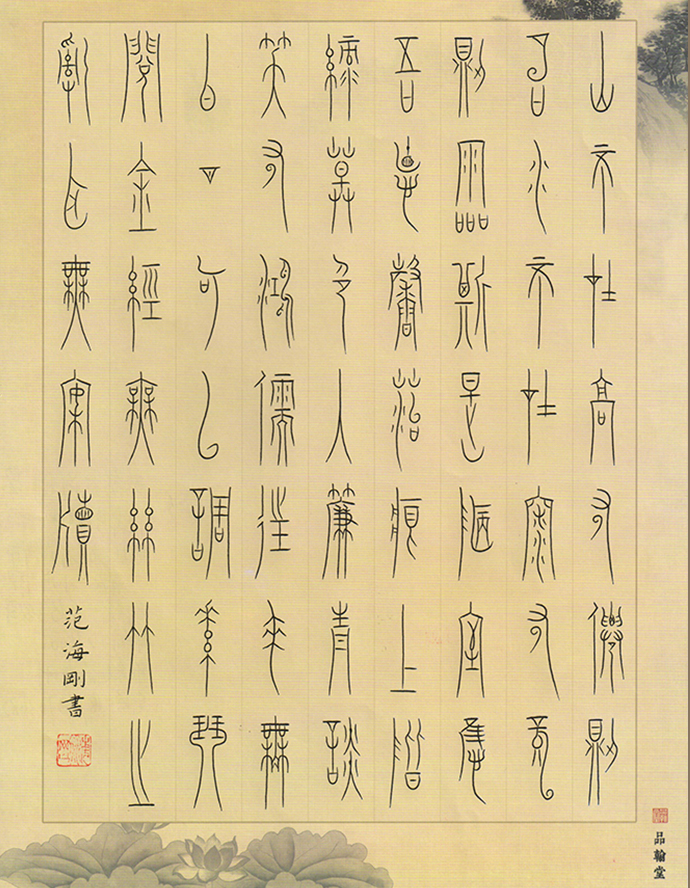 山不在高有僊則
名水不在深有龍
則靈斯是陋室惟
吾悳馨苔痕上階
綠草色入簾青談
笑有鴻儒往來無
白丁可以調素琴
閱金經無絲竹之
亂耳無案牘
范海剛書
品翰堂